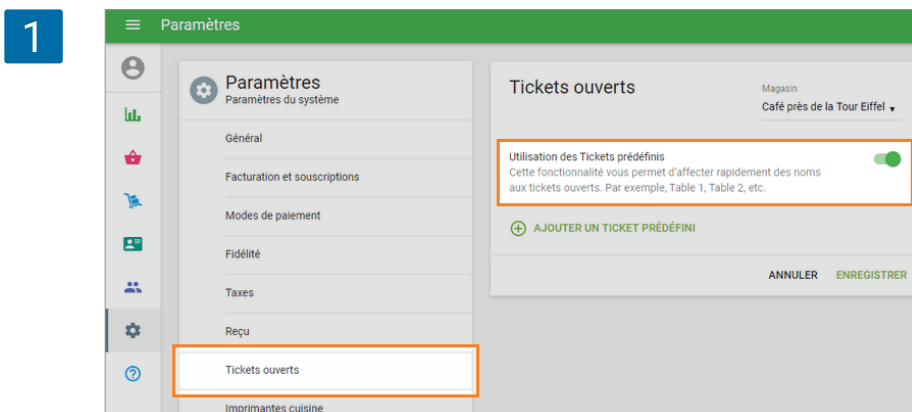 1
Paramètres
Paramètres
Paramètres du système
Général
Facturation et souscriptions
Modes de paiement
Fidélité
Taxes
Reçu
Tickets ouverts
Imprimantes cuisine
Tickets ouverts
Magasin
Café près de la Tour Eiffel
Utilisation des Tickets prédéfinis
Cette fonctionnalité vous permet d'affecter rapidement des noms
aux tickets ouverts. Par exemple, Table 1, Table 2, etc.
AJOUTER UN TICKET PRÉDÉFINI
ANNULER ENREGISTRER